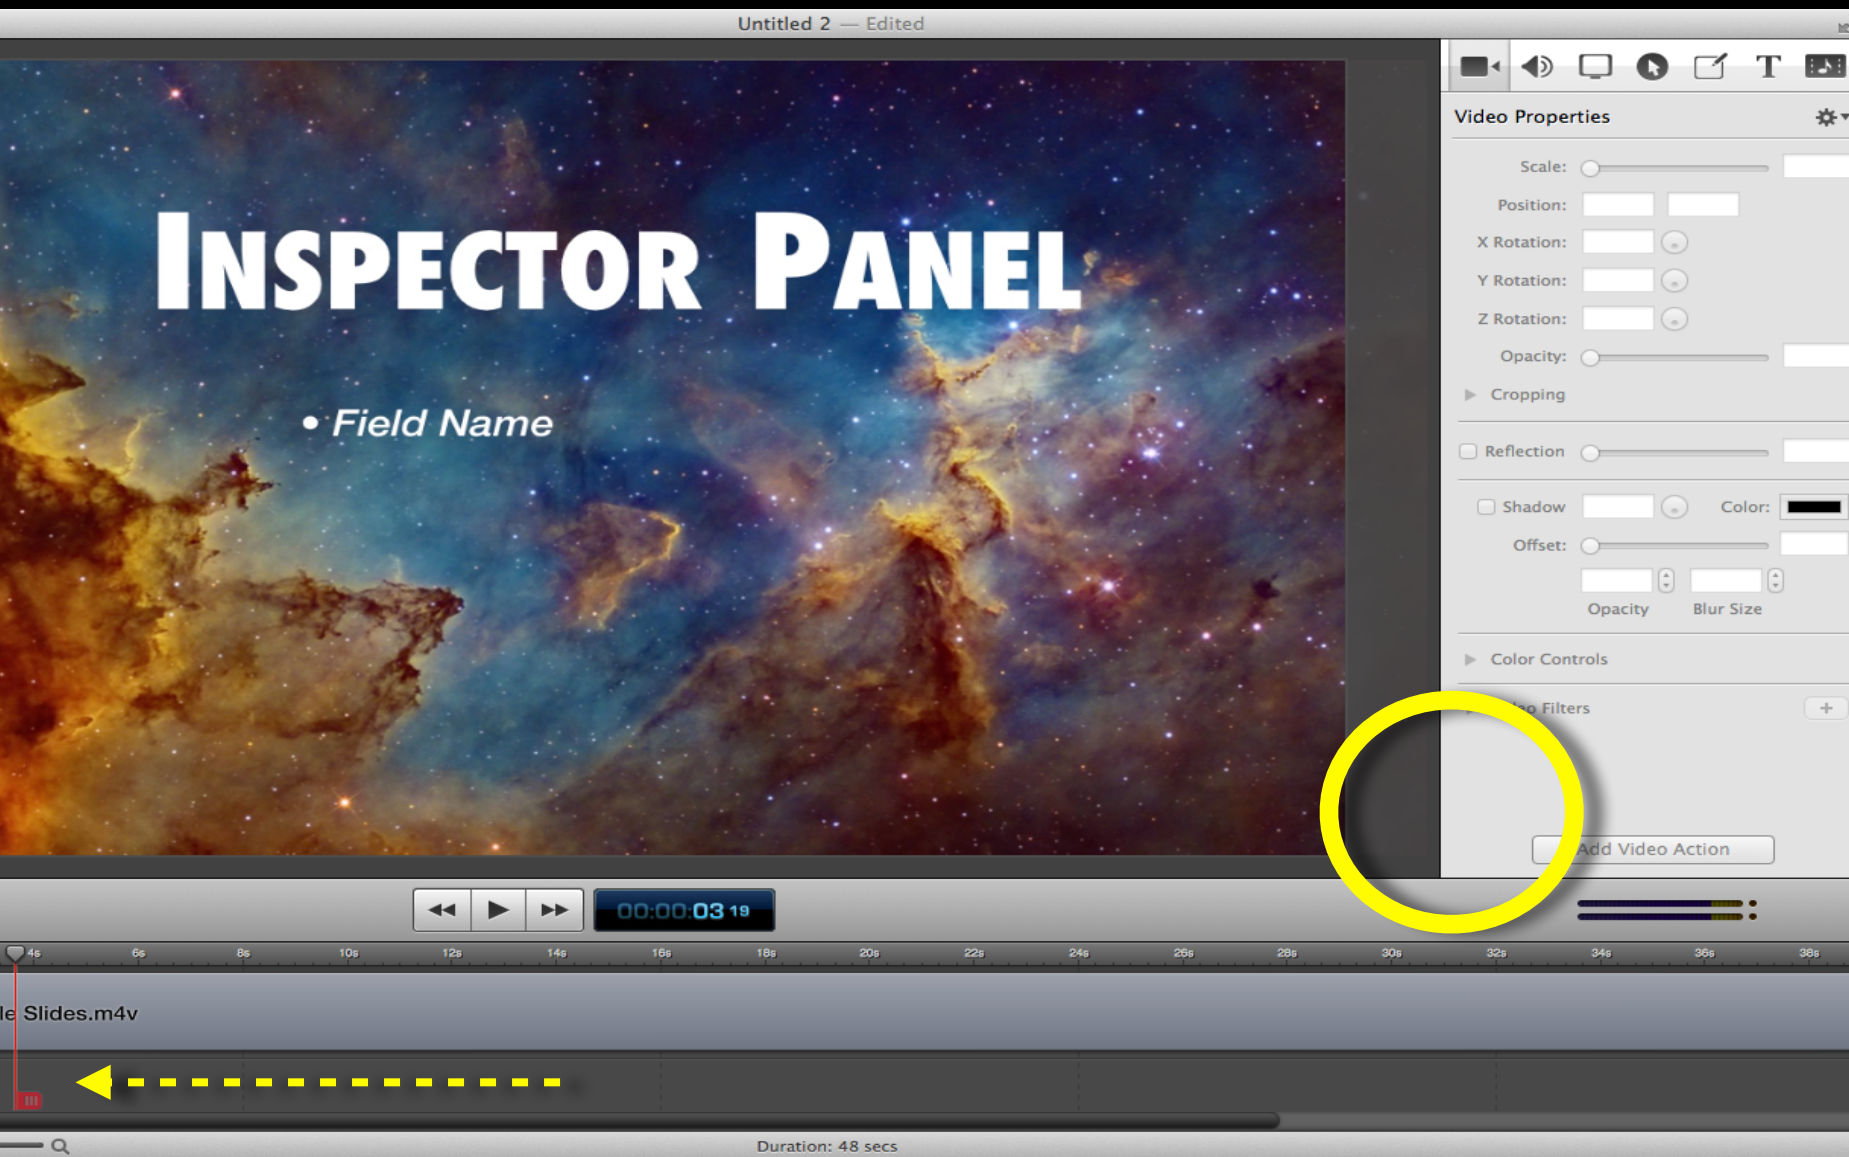 Untitled 2 — Edited
T
Video Properties
INSPECTOR PANEL
• Field Name
Scale:
Position:
X Rotation:
Y Rotation:
Z Rotation:
Opacity:
Cropping
Reflection
Shadow
Color:
Offset:
Opacity
Blur Size
Color Controls
Filters
Add Video Action
00:00:03 19
4s 6s 8s 10s 12s 14s 16s 18s 20s 22s 24s 26s 28s 30s 32s 34s 36s 38s
le Slides.m4v
Duration: 48 secs